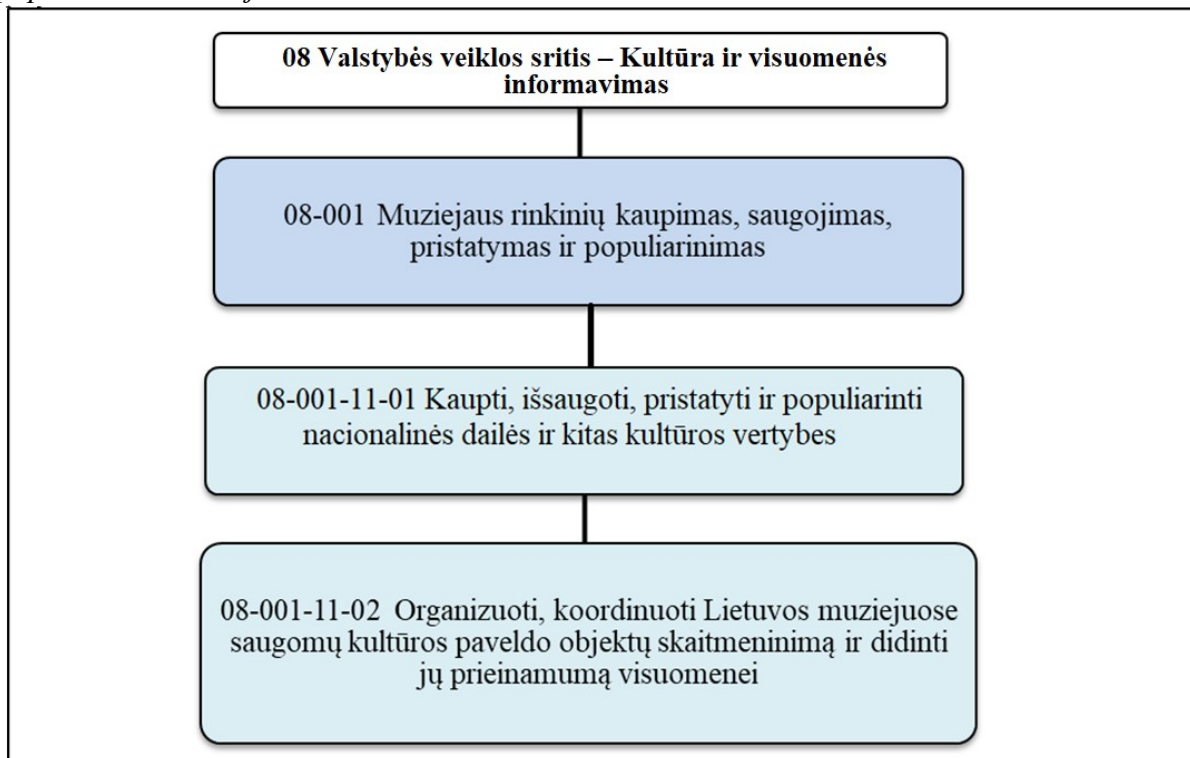 08 Valstybės veiklos sritis – Kultūra ir visuomenės
informavimas
08-001 Muziejaus rinkinių kaupimas, saugojimas,
pristatymas ir populiarinimas
08-001-11-01 Kaupti, išsaugoti, pristatyti ir populiarinti
nacionalinės dailės ir kitas kultūros vertybes
08-001-11-02 Organizuoti, koordinuoti Lietuvos muziejuose
saugomų kultūros paveldo objektų skaitmeninimą ir didinti
jų prieinamumą visuomenei